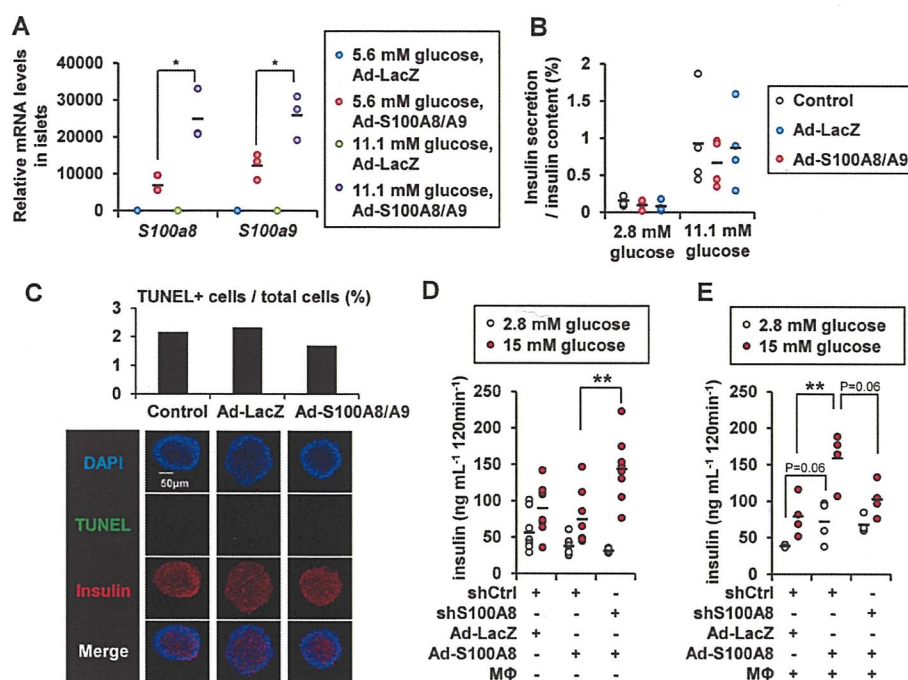 A
Relative mRNA levels
in islets
40000
30000
20000
10000
0
*
*
S100a8
S100a9
5.6 mM glucose,
Ad-LacZ
5.6 mM glucose,
Ad-S100A8/A9
11.1 mM glucose,
Ad-LacZ
11.1 mM glucose,
Ad-S100A8/A9
B
Insulin secretion
/ insulin content (%)
2
1.5
1
0.5
0
2.8 mM
glucose
11.1 mM
glucose
Control
Ad-LacZ
Ad-S100A8/A9
C
TUNEL+ cells / total cells (%)
3
2
1
0
Control
Ad-LacZ
Ad-S100A8/A9
DAPI
50μm
TUNEL
Insulin
Merge
D
2.8 mM glucose
15 mM glucose
insulin (ng mL⁻¹ 120min⁻¹)
250
200
150
100
50
0
**
shCtrl + + -
shS100A8 - - +
Ad-LacZ + - -
Ad-S100A8 - + +
MΦ - - -
E
2.8 mM glucose
15 mM glucose
insulin (ng mL⁻¹ 120min⁻¹)
250
200
150
100
50
0
**
P=0.06
P=0.06
shCtrl + + -
shS100A8 - - +
Ad-LacZ + - -
Ad-S100A8 - + +
MΦ + + +